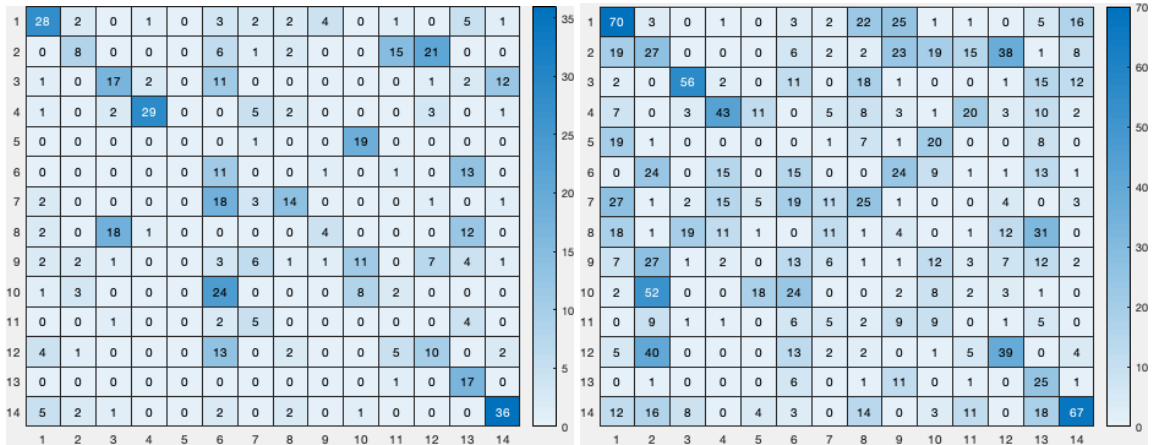 1 28 2 0 1 0 3 2 2 4 0 1 0 5 1
2 0 8 0 0 0 6 1 2 0 0 15 21 0 0
3 1 0 17 2 0 11 0 0 0 0 0 1 2 12
4 1 0 2 29 0 0 5 2 0 0 0 3 0 1
5 0 0 0 0 0 0 1 0 0 19 0 0 0 0
6 0 0 0 0 0 11 0 0 1 0 1 0 13 0
7 2 0 0 0 0 18 3 14 0 0 0 1 0 1
8 2 0 18 1 0 0 0 0 4 0 0 0 12 0
9 2 2 1 0 0 3 6 1 1 11 0 7 4 1
10 1 3 0 0 0 24 0 0 0 8 2 0 0 0
11 0 0 1 0 0 2 5 0 0 0 0 0 4 0
12 4 1 0 0 0 13 0 2 0 0 5 10 0 2
13 0 0 0 0 0 0 0 0 0 0 1 0 17 0
14 5 2 1 0 0 2 0 2 0 1 0 0 0 36
1 2 3 4 5 6 7 8 9 10 11 12 13 14
35
30
25
20
15
10
5
0
1 70 3 0 1 0 3 2 22 25 1 1 0 5 16
2 19 27 0 0 0 6 2 2 23 19 15 38 1 8
3 2 0 56 2 0 11 0 18 1 0 0 1 15 12
4 7 0 3 43 11 0 5 8 3 1 20 3 10 2
5 19 1 0 0 0 0 1 7 1 20 0 0 8 0
6 0 24 0 15 0 15 0 0 24 9 1 1 13 1
7 27 1 2 15 5 19 11 25 1 0 0 4 0 3
8 18 1 19 11 1 0 11 1 4 0 1 12 31 0
9 7 27 1 2 0 13 6 1 1 12 3 7 12 2
10 2 52 0 0 18 24 0 0 2 8 2 3 1 0
11 0 9 1 1 0 6 5 2 9 9 0 1 5 0
12 5 40 0 0 0 13 2 2 0 1 5 39 0 4
13 0 1 0 0 0 6 0 1 11 0 1 0 25 1
14 12 16 8 0 4 3 0 14 0 3 11 0 18 67
1 2 3 4 5 6 7 8 9 10 11 12 13 14
70
60
50
40
30
20
10
0